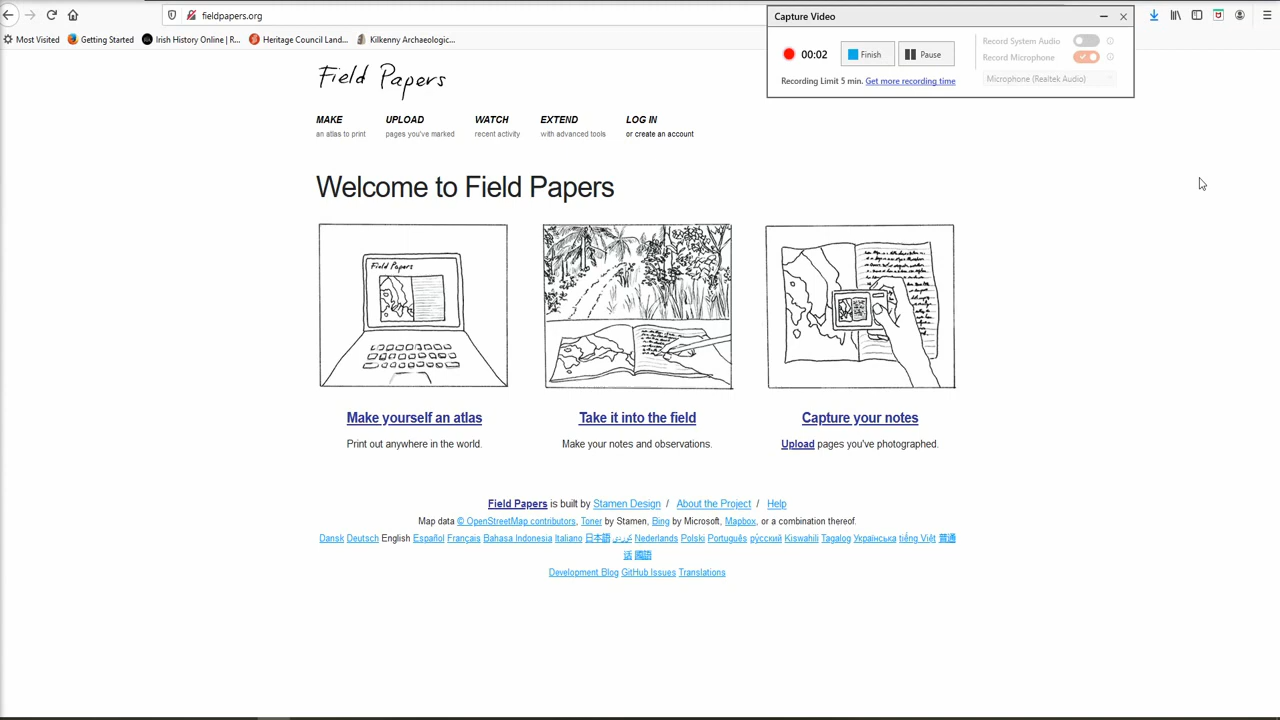 fieldpapers.org
Capture Video
Most Visited
Getting Started
Irish History Online | R...
Heritage Council Land...
Kilkenny Archaeologic...
00:02
Finish
Pause
Record System Audio
Record Microphone
Microphone (Realtek Audio)
Recording Limit 5 min. Get more recording time
Field Papers
MAKE
an atlas to print
UPLOAD
pages you've marked
WATCH
recent activity
EXTEND
with advanced tools
LOG IN
or create an account
Welcome to Field Papers
Field Papers
Make yourself an atlas
Print out anywhere in the world.
Take it into the field
Make your notes and observations.
Capture your notes
Upload pages you've photographed.
Field Papers is built by Stamen Design / About the Project / Help
Map data © OpenStreetMap contributors, Toner by Stamen, Bing by Microsoft, Mapbox, or a combination thereof.
Dansk Deutsch English Español Français Bahasa Indonesia Italiano 日本語 Nederlands Polski Português русский Kiswahili Tagalog Українська tiếng Việt 普通
话 國語
Development Blog GitHub Issues Translations